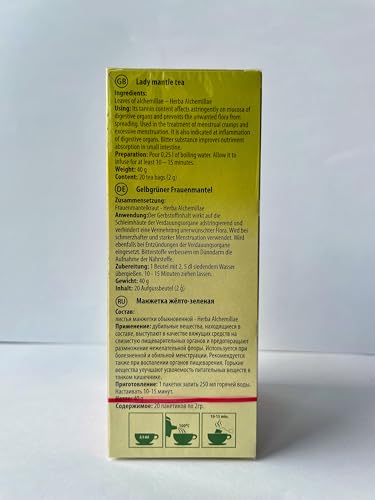 GB Lady mantle tea
Ingredients:
Leaves of alchemillae – Herba Alchemillae
Using: Its tannin content affects astringently on mucosa of
digestive organs and prevents the unwanted flora from
spreading. Used in the treatment of menstrual cramps and
excessive menstruation. It is also indicated at inflammation
of digestive organs. Bitter substance improves nutrient
absorption in small intestine.
Preparation: Pour 0,25 l of boiling water. Allow it to
infuse for at least 10 – 15 minutes.
Weight: 40 g
Content: 20 tea bags (2 g)
DE Gelbgrüner Frauenmantel
Zusammensetzung:
Frauenmantelkraut - Herba Alchemillae
Anwendung:Der Gerbstoffinhalt wirkt auf die
Schleimhäute der Verdauungsorgane adstringierend und
verhindert eine Vermehrung unerwünschter Flora. Wird bei
schmerzhafter und starker Menstruation verwendet. Wird
ebenfalls bei Entzündungen der Verdauungsorgane
eingesetzt. Bitterstoffe verbessern im Dünndarm die
Aufnahme der Nährstoffe.
Zubereitung: 1 Beutel mit 2, 5 dl siedendem Wasser
übergießen. 10 - 15 Minuten ziehen lassen.
Gewicht: 40 g
Inhalt: 20 Aufgussbeutel (2 g)
RU Манжетка жёлто-зеленая
Состав:
листья манжетки обыкновенной - Herba Alchemillae
Применение: дубильные вещества, находящиеся в
составе, выступают в качестве вяжущих средств на
слизистые пищеварительных органов и предотвращают
размножение нежелательной флоры. Используется при
болезненной и обильной менструации. Рекомендуется
также при воспалении органов пищеварения. Горькие
вещества улучшают усваемость питательных веществ в
тонком кишечнике.
Приготовление: 1 пакетик залить 250 мл горячей воды.
Настаивать 10-15 минут.
40 г
Содержимое: 20 пакетиков по 2гр.
100°C
10-15 min.